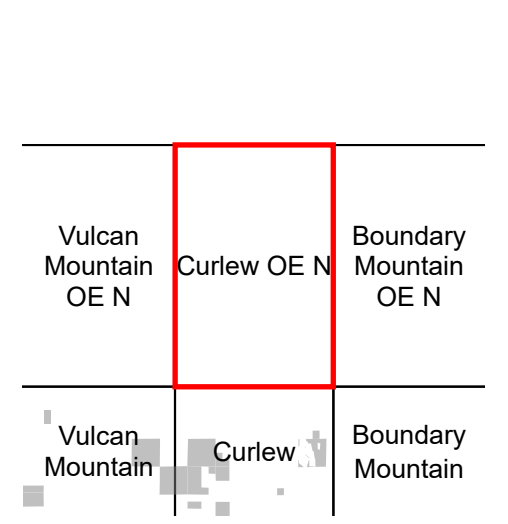 Vulcan
Mountain
OE N
Curlew OE N
Boundary
Mountain
OE N
Vulcan
Mountain
Curlew
Boundary
Mountain